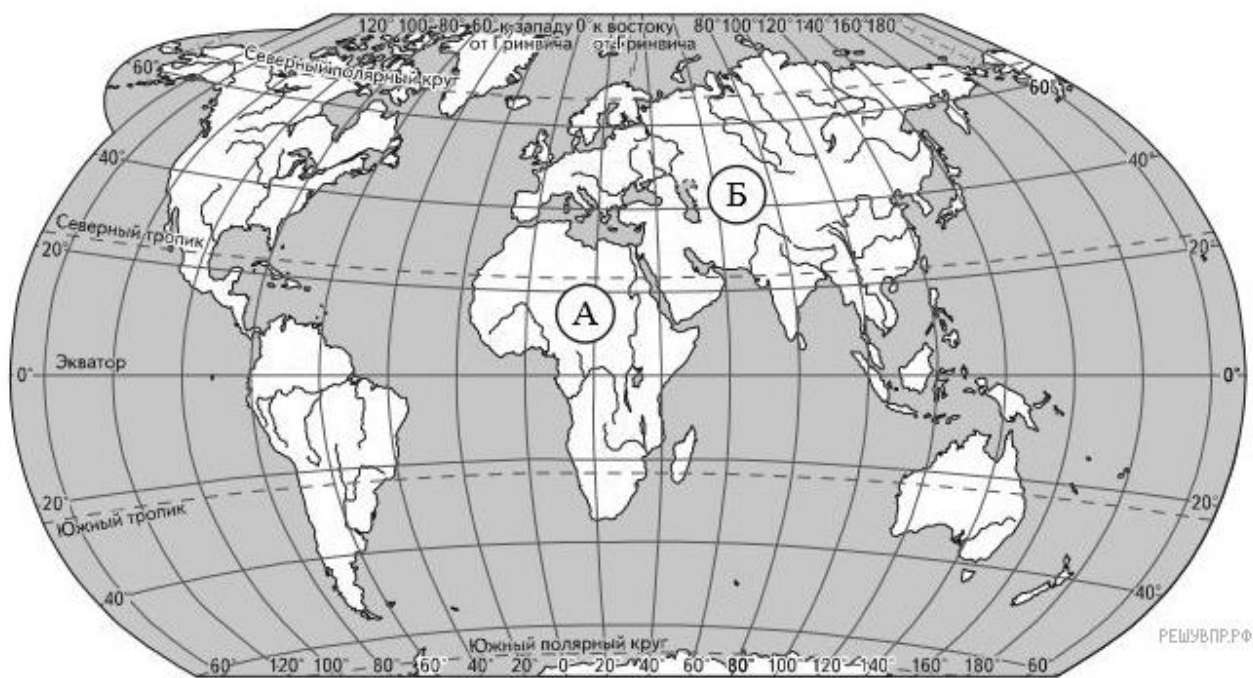 120° 100° 80° 60° к западу 0° к востоку 80° 100° 120° 140° 160° 180°
от Гринвича от Гринвича
60° Северный полярный круг 60°
40° 40°
Б
Северный тропик
20° 20°
А
Экватор
0° 0°
20° 20°
Южный тропик
40° 40°
РЕШУВПР.РФ
Южный полярный круг
60° 120° 100° 80° 60° 40° 20° 0° 20° 40° 60° 80° 100° 120° 140° 160° 180° 60